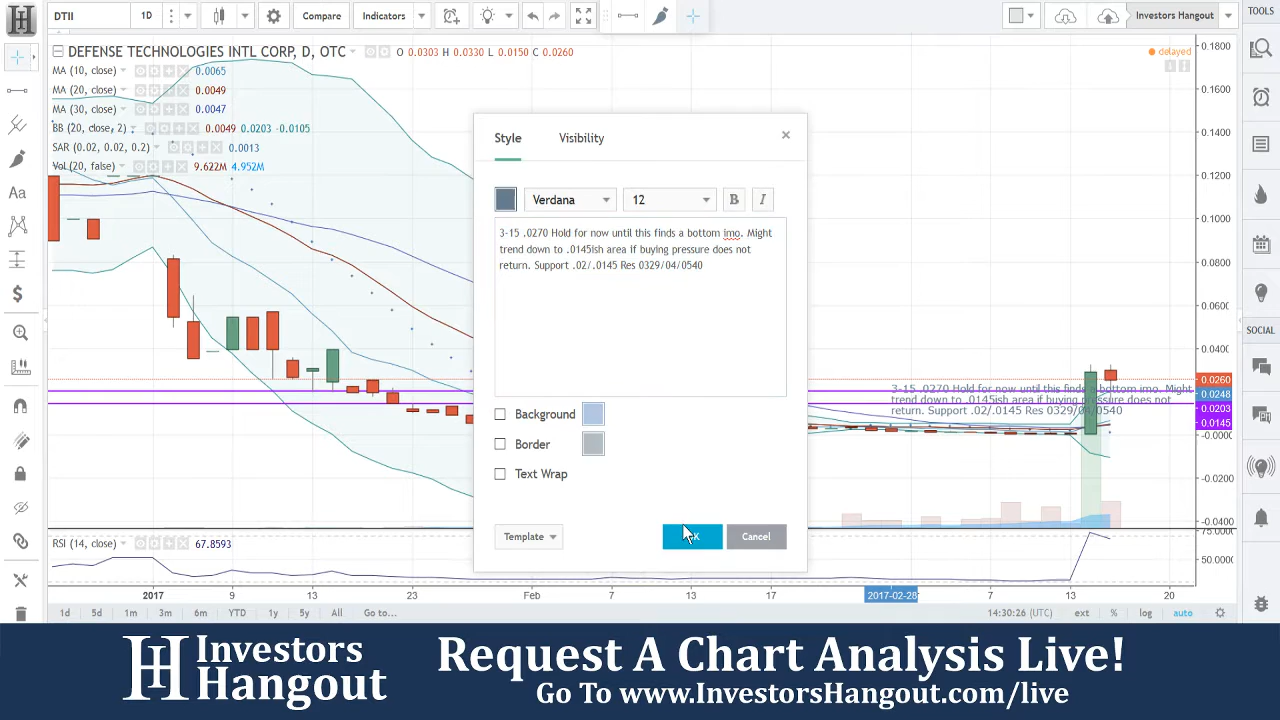 DTII 1D Compare Indicators Investors Hangout TOOLS
DEFENSE TECHNOLOGIES INTL CORP, D, OTC O 0.0303 H 0.0330 L 0.0150 C 0.0260
delayed
MA (10, close) 0.0065
MA (20, close) 0.0049
MA (30, close) 0.0047
BB (20, close, 2) 0.0049 0.0203 -0.0105
SAR (0.02, 0.02, 0.2) 0.0013
Vol (20, false) 9.622M 4.952M
Aa
$
Style Visibility
Verdana 12 B I
3-15 .0270 Hold for now until this finds a bottom imo. Might
trend down to .0145ish area if buying pressure does not
return. Support .02/.0145 Res 0329/04/0540
Background
Border
Text Wrap
Template Cancel
3-15 .0270 Hold for now until this finds a bottom imo. Might
trend down to .0145ish area if buying pressure does not
return. Support .02/.0145 Res 0329/04/0540
0.1800
0.1600
0.1400
0.1200
0.1000
0.0800
0.0600
0.0400
0.0260
0.0248
0.0203
0.0145
-0.0000
-0.0200
-0.0400
SOCIAL
RSI (14, close) 67.8593
75.0000
50.0000
2017 9 13 23 Feb 7 13 17 2017-02-28 7 13 20
1d 5d 1m 3m 6m YTD 1y 5y All Go to... 14:30:26 (UTC) ext % log auto
Investors
Hangout
Request A Chart Analysis Live!
Go To www.InvestorsHangout.com/live